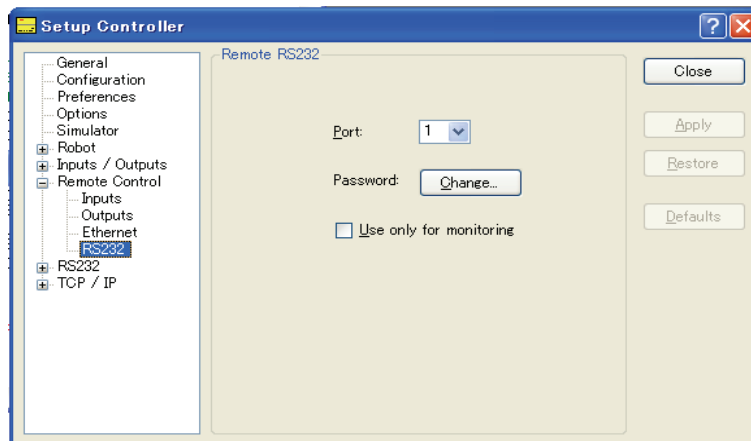 Setup Controller
General
Configuration
Preferences
Options
Simulator
Robot
Inputs / Outputs
Remote Control
Inputs
Outputs
Ethernet
RS232
RS232
TCP / IP
Remote RS232
Port: 1
Password: Change...
Use only for monitoring
Close
Apply
Restore
Defaults